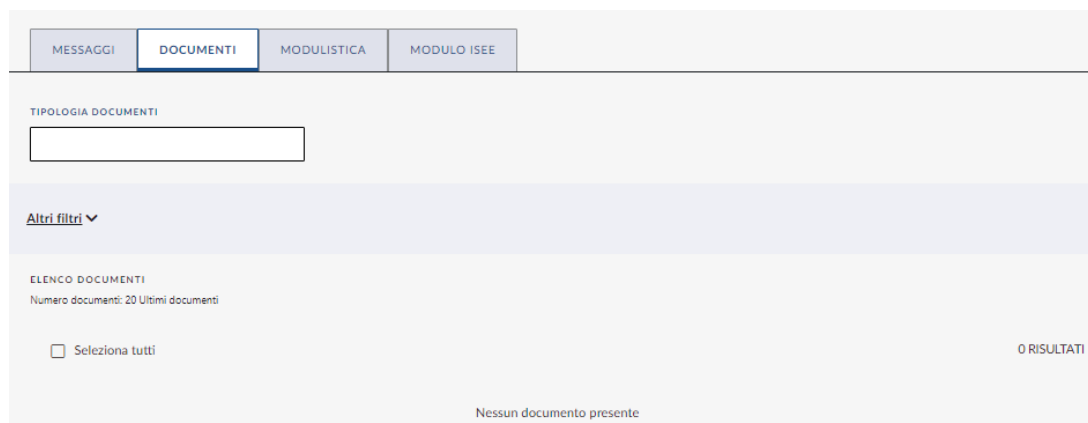 MESSAGGI DOCUMENTI MODULISTICA MODULO ISEE
TIPOLOGIA DOCUMENTI
Altri filtri
ELENCO DOCUMENTI
Numero documenti: 20 Ultimi documenti
Seleziona tutti 0 RISULTATI
Nessun documento presente